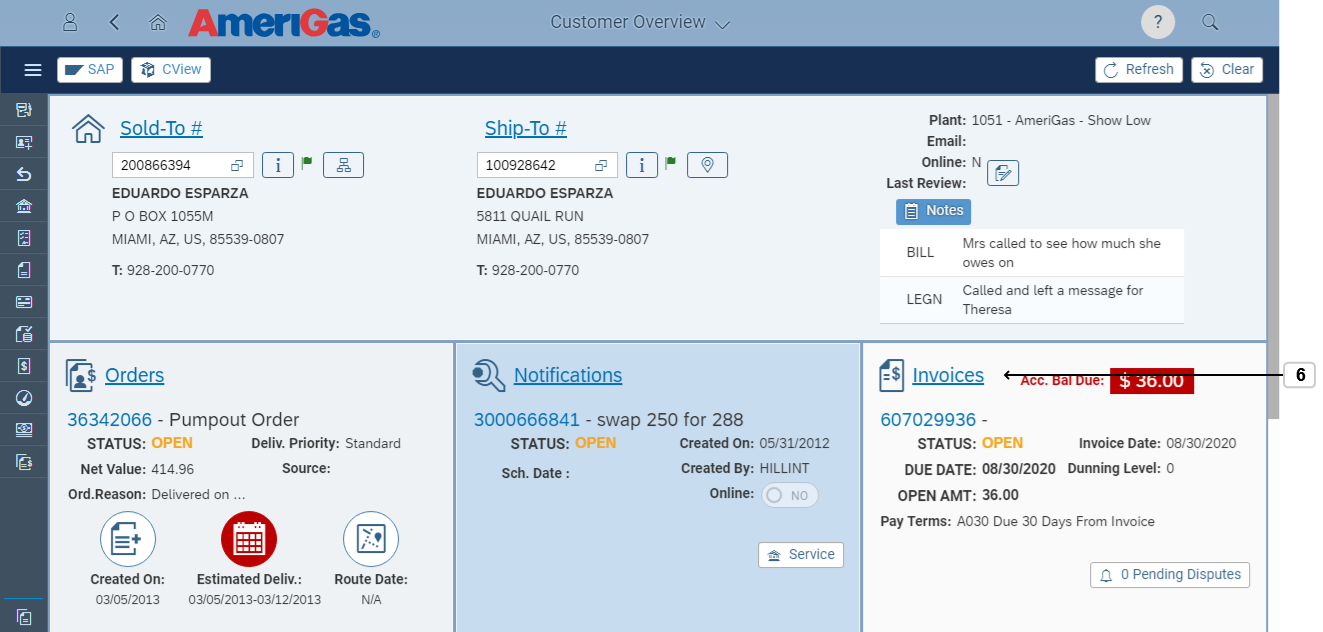 AmeriGas®
Customer Overview
?
SAP
CView
Refresh
Clear
Sold-To #
200866394
i
EDUARDO ESPARZA
P O BOX 1055M
MIAMI, AZ, US, 85539-0807
T: 928-200-0770
Ship-To #
100928642
i
EDUARDO ESPARZA
5811 QUAIL RUN
MIAMI, AZ, US, 85539-0807
T: 928-200-0770
Plant: 1051 - AmeriGas - Show Low
Email:
Online: N
Last Review:
Notes
BILL Mrs called to see how much she
owes on
LEGN Called and left a message for
Theresa
Orders
36342066 - Pumpout Order
STATUS: OPEN Deliv. Priority: Standard
Net Value: 414.96 Source:
Ord.Reason: Delivered on ...
Created On: Estimated Deliv.: Route Date:
03/05/2013 03/05/2013-03/12/2013 N/A
Notifications
3000666841 - swap 250 for 288
STATUS: OPEN Created On: 05/31/2012
Sch. Date : Created By: HILLINT
Online: NO
Service
Invoices Acc. Bal Due: $ 36.00
6
607029936 -
STATUS: OPEN Invoice Date: 08/30/2020
DUE DATE: 08/30/2020 Dunning Level: 0
OPEN AMT: 36.00
Pay Terms: A030 Due 30 Days From Invoice
0 Pending Disputes